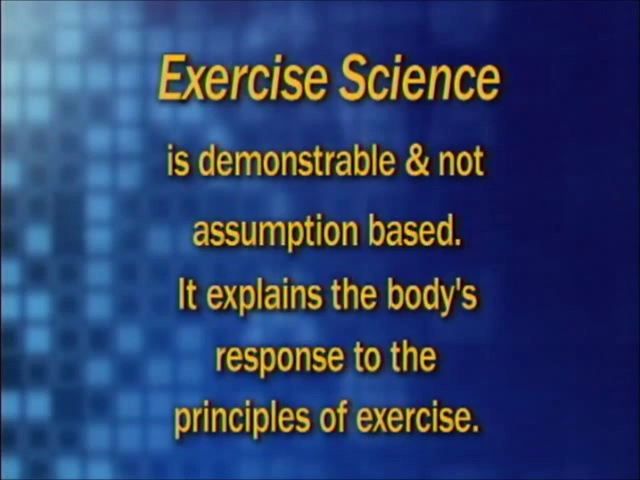 Exercise Science
is demonstrable & not
assumption based.
It explains the body's
response to the
principles of exercise.